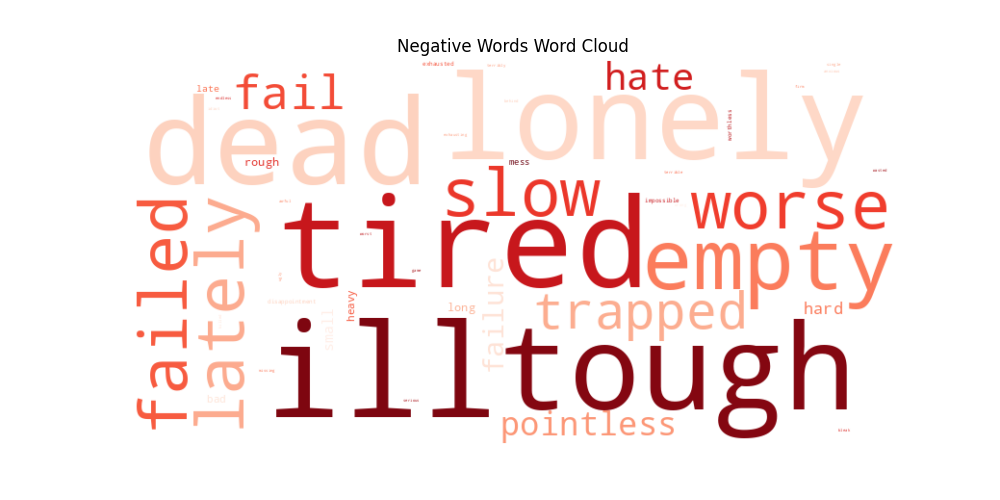 Negative Words Word Cloud
exhausted
hate
late
fail
lonely
dead
worthless
rough
mess
slow
impossible
worse
failed
lately
tired
empty
failure
heavy
long
trapped
hard
disappointment
small
ill
tough
bad
pointless